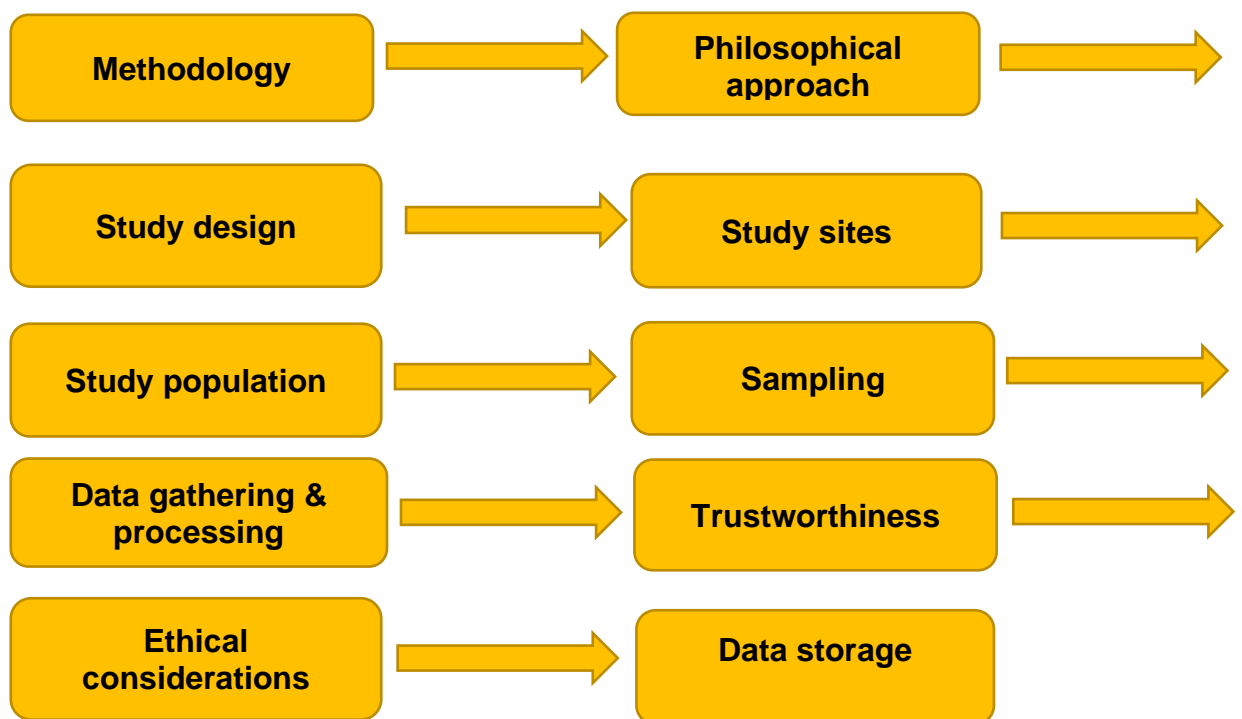 Methodology
Philosophical
approach
Study design
Study sites
Study population
Sampling
Data gathering &
processing
Trustworthiness
Ethical
considerations
Data storage